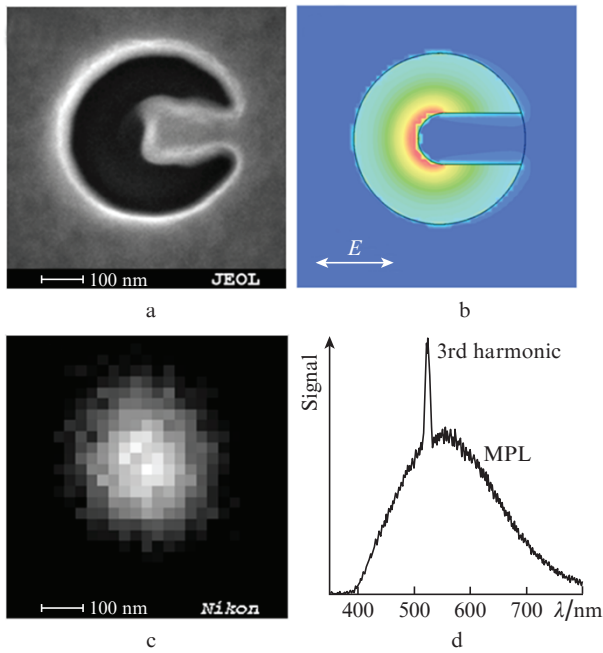 100 nm JEOL
a
E
b
100 nm Nikon
c
Signal
3rd harmonic
MPL
400 500 600 700 λ/nm
d